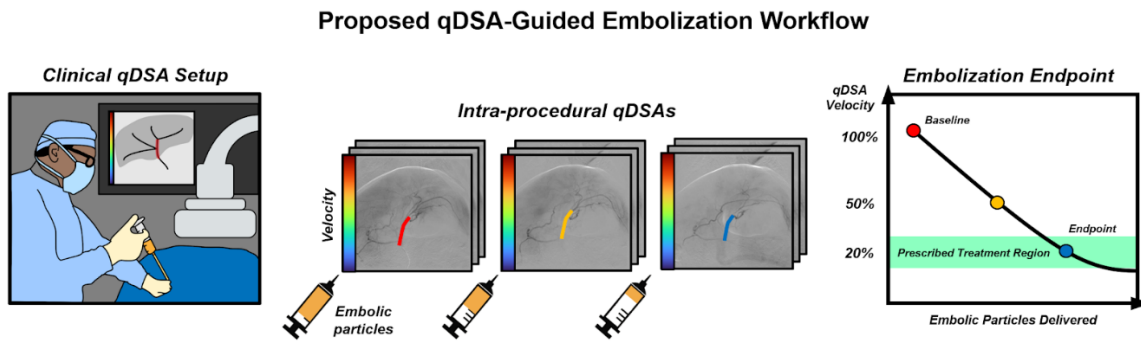 Proposed qDSA-Guided Embolization Workflow
Clinical qDSA Setup
Intra-procedural qDSAs
Velocity
Embolic
particles
Embolization Endpoint
qDSA
Velocity
100%
50%
20%
Baseline
Endpoint
Prescribed Treatment Region
Embolic Particles Delivered